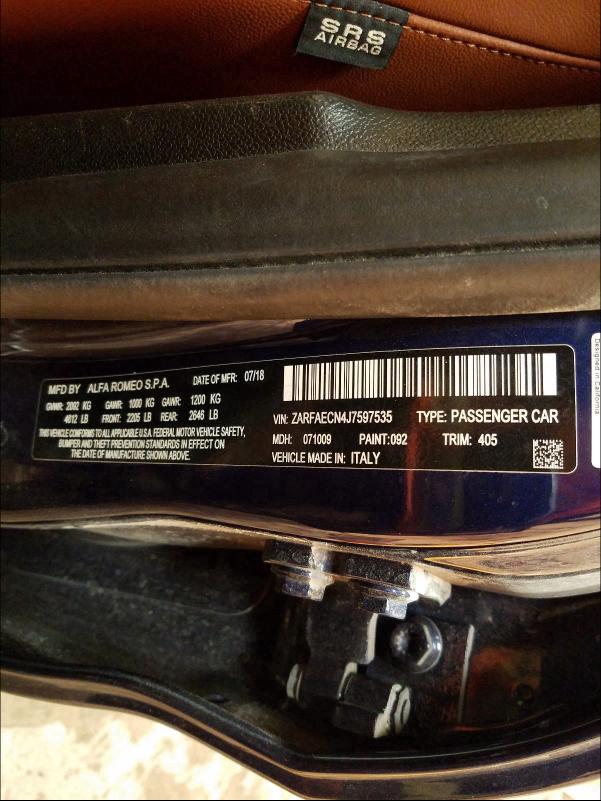 SRS
AIRBAG
MFD BY ALFA ROMEO S.P.A. DATE OF MFR: 07/18
GVWR: 2092 KG GAWR: 1000 KG GAWR: 1200 KG
4612 LB FRONT: 2205 LB REAR: 2646 LB
THIS VEHICLE CONFORMS TO ALL APPLICABLE U.S.A. FEDERAL MOTOR VEHICLE SAFETY,
BUMPER AND THEFT PREVENTION STANDARDS IN EFFECT ON
THE DATE OF MANUFACTURE SHOWN ABOVE.
VIN: ZARFAECN4J7597535 TYPE: PASSENGER CAR
MDH: 071009 PAINT:092 TRIM: 405
VEHICLE MADE IN: ITALY
Designed in California